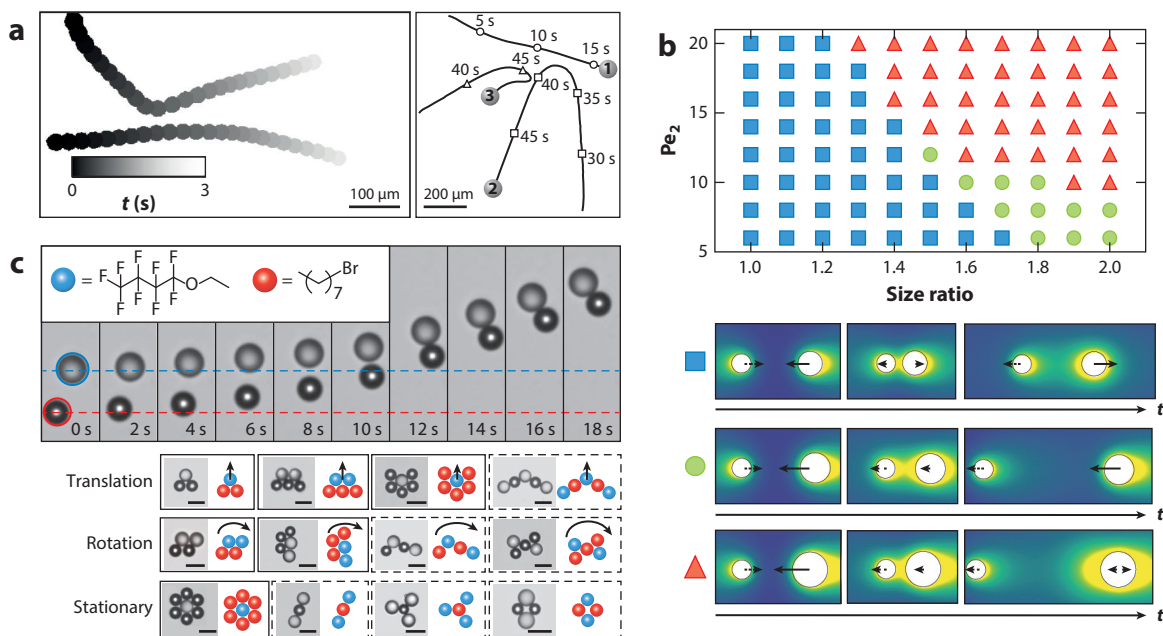 a
0
3
t (s)
100 µm
5 s
10 s
15 s
1
45 s
40 s
3
40 s
35 s
45 s
30 s
2
200 µm
b
Pe2
20
15
10
5
1.0
1.2
1.4
1.6
1.8
2.0
Size ratio
t
t
t
c
=
F
F
F
F
F
F
F
F
F
O
=
Br
7
0 s
2 s
4 s
6 s
8 s
10 s
12 s
14 s
16 s
18 s
Translation
Rotation
Stationary